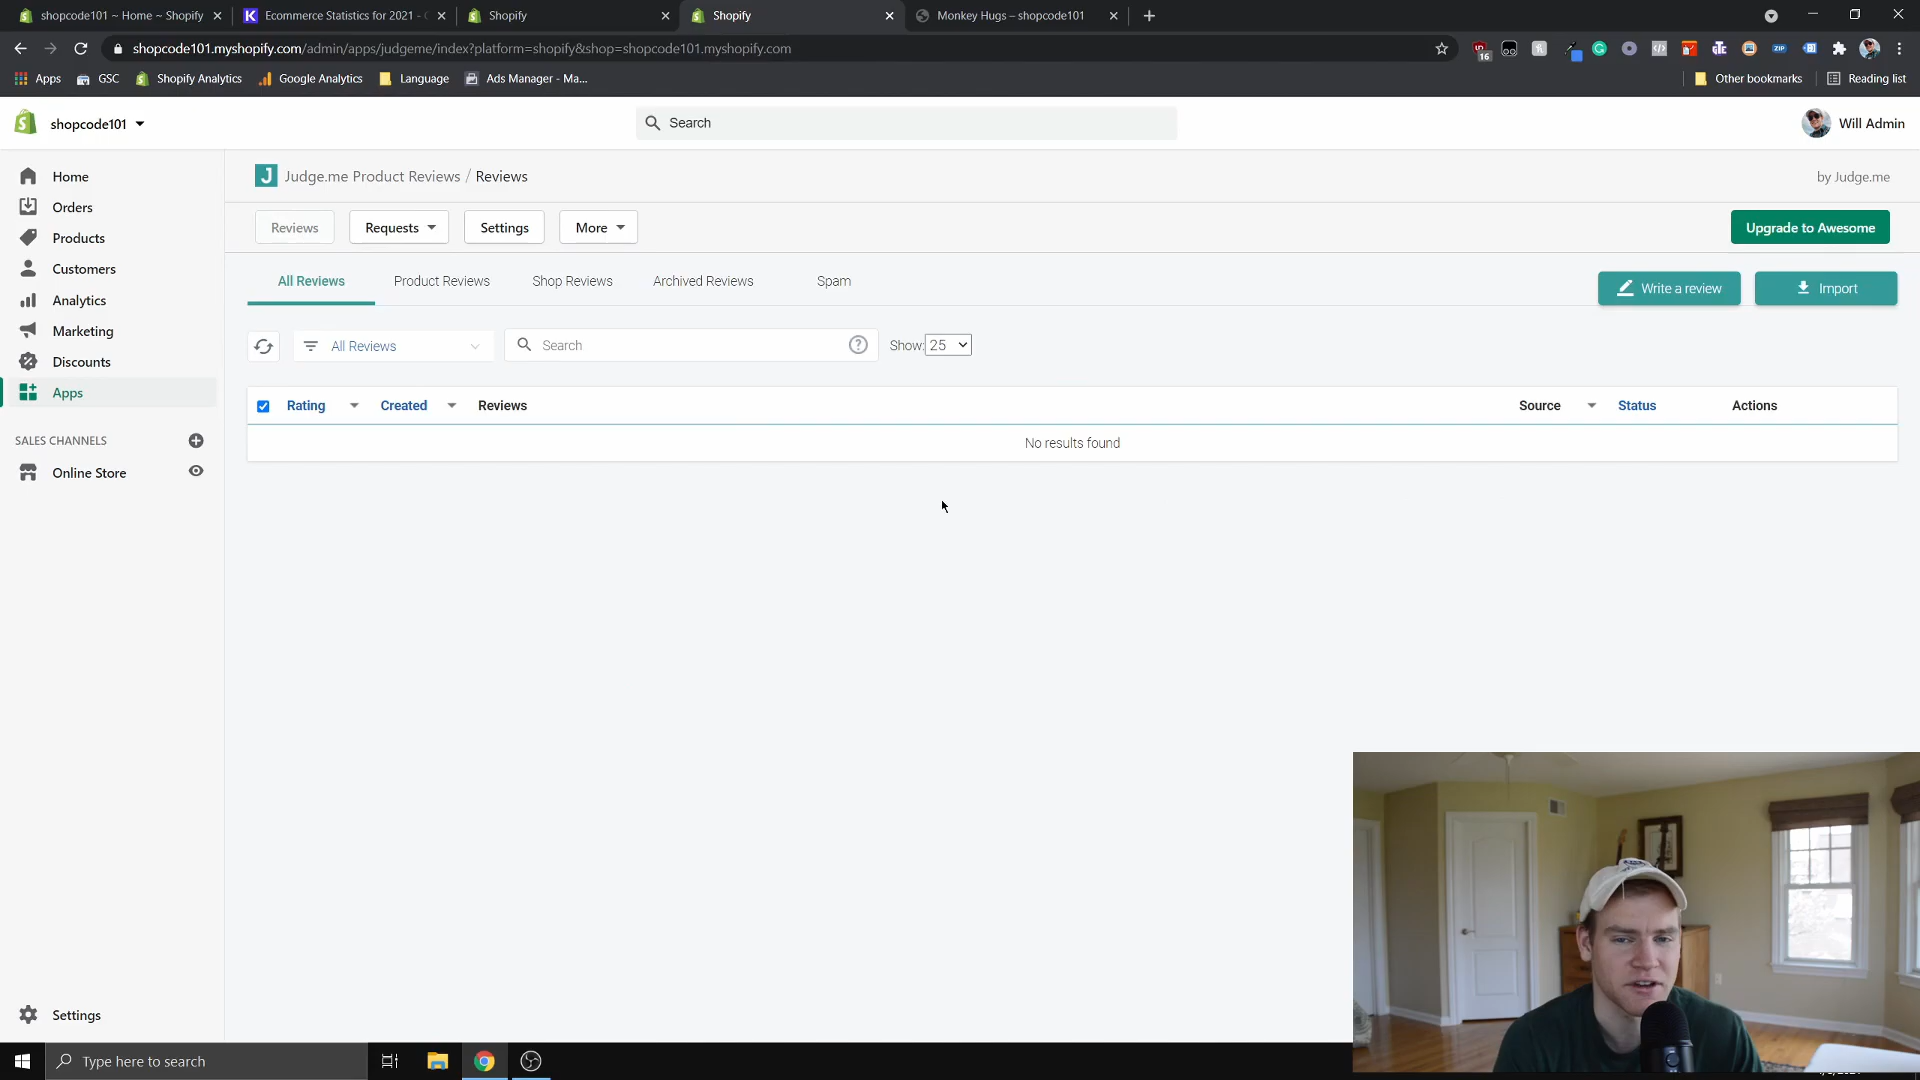 shopcode101 ~ Home ~ Shopify
Ecommerce Statistics for 2021 -
Shopify
Shopify
Monkey Hugs – shopcode101
shopcode101.myshopify.com/admin/apps/judgeme/index?platform=shopify&shop=shopcode101.myshopify.com
16
ZIP
Apps
GSC
Shopify Analytics
Google Analytics
Language
Ads Manager - Ma...
Other bookmarks
Reading list
shopcode101
Search
Will Admin
Home
Orders
Products
Customers
Analytics
Marketing
Discounts
Apps
SALES CHANNELS
Online Store
Settings
J Judge.me Product Reviews / Reviews
by Judge.me
Reviews
Requests
Settings
More
Upgrade to Awesome
All Reviews
Product Reviews
Shop Reviews
Archived Reviews
Spam
Write a review
Import
All Reviews
Search
Show: 25
Rating
Created
Reviews
Source
Status
Actions
No results found
Type here to search